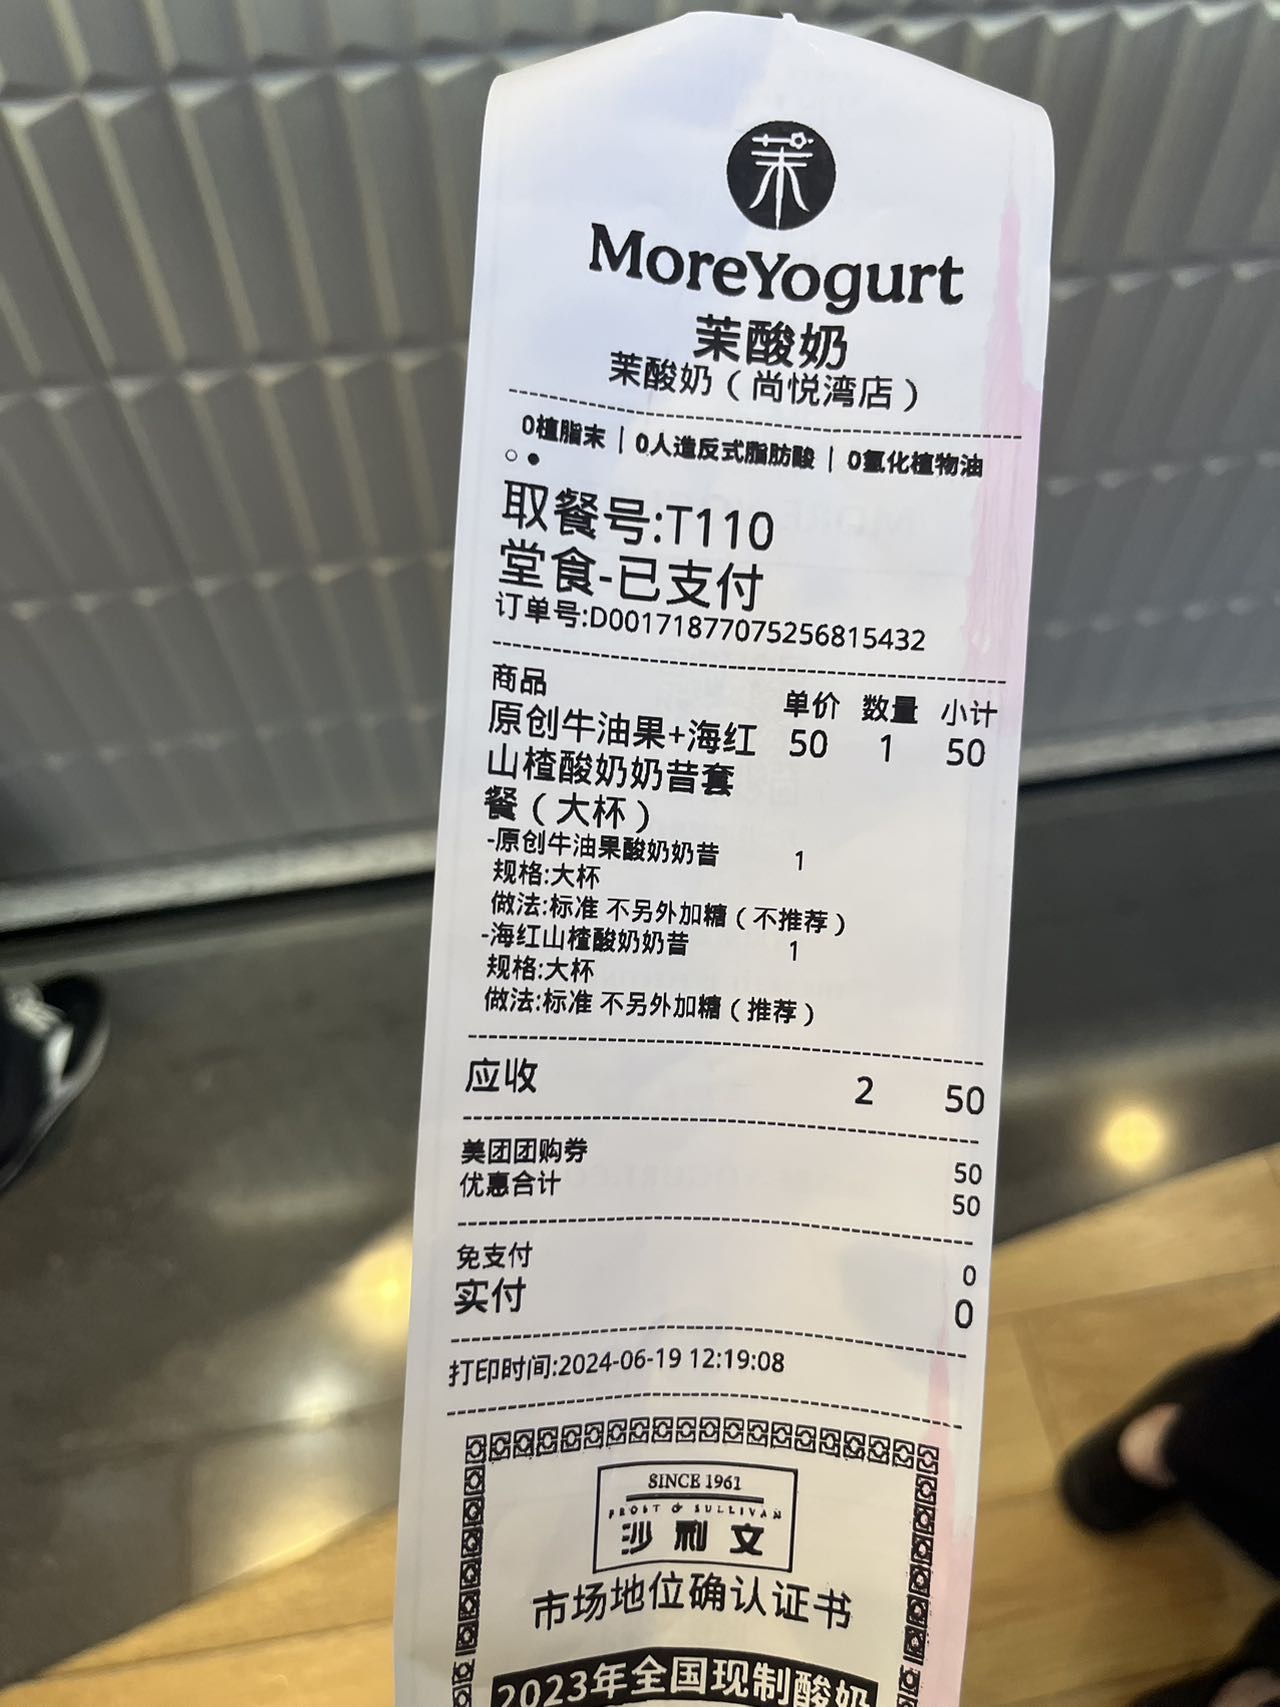 茉
MoreYogurt
茉酸奶
茉酸奶（尚悦湾店）
0植脂末｜0人造反式脂肪酸｜0氢化植物油
取餐号:T110
堂食-已支付
订单号:D00171877075256815432
商品 单价 数量 小计
原创牛油果+海红 50 1 50
山楂酸奶奶昔套
餐（大杯）
-原创牛油果酸奶奶昔 1
规格:大杯
做法:标准 不另外加糖（不推荐）
-海红山楂酸奶奶昔 1
规格:大杯
做法:标准 不另外加糖（推荐）
应收 2 50
美团团购券 50
优惠合计 50
免支付 0
实付 0
打印时间:2024-06-19 12:19:08
SINCE 1961
FROST & SULLIVAN
沙利文
市场地位确认证书
2023年全国现制酸奶